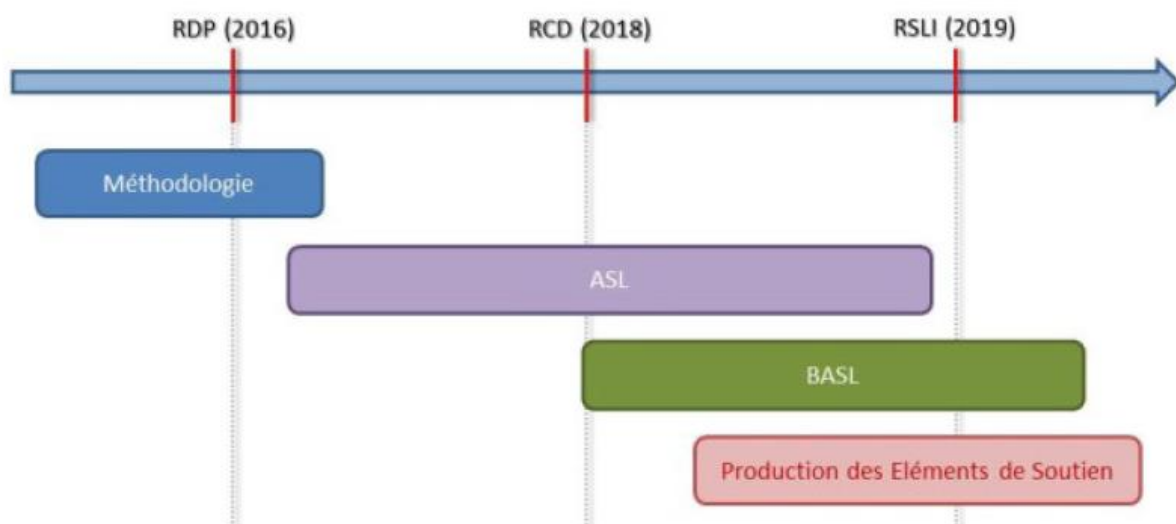 RDP (2016)
RCD (2018)
RSLI (2019)
Méthodologie
ASL
BASL
Production des Eléments de Soutien